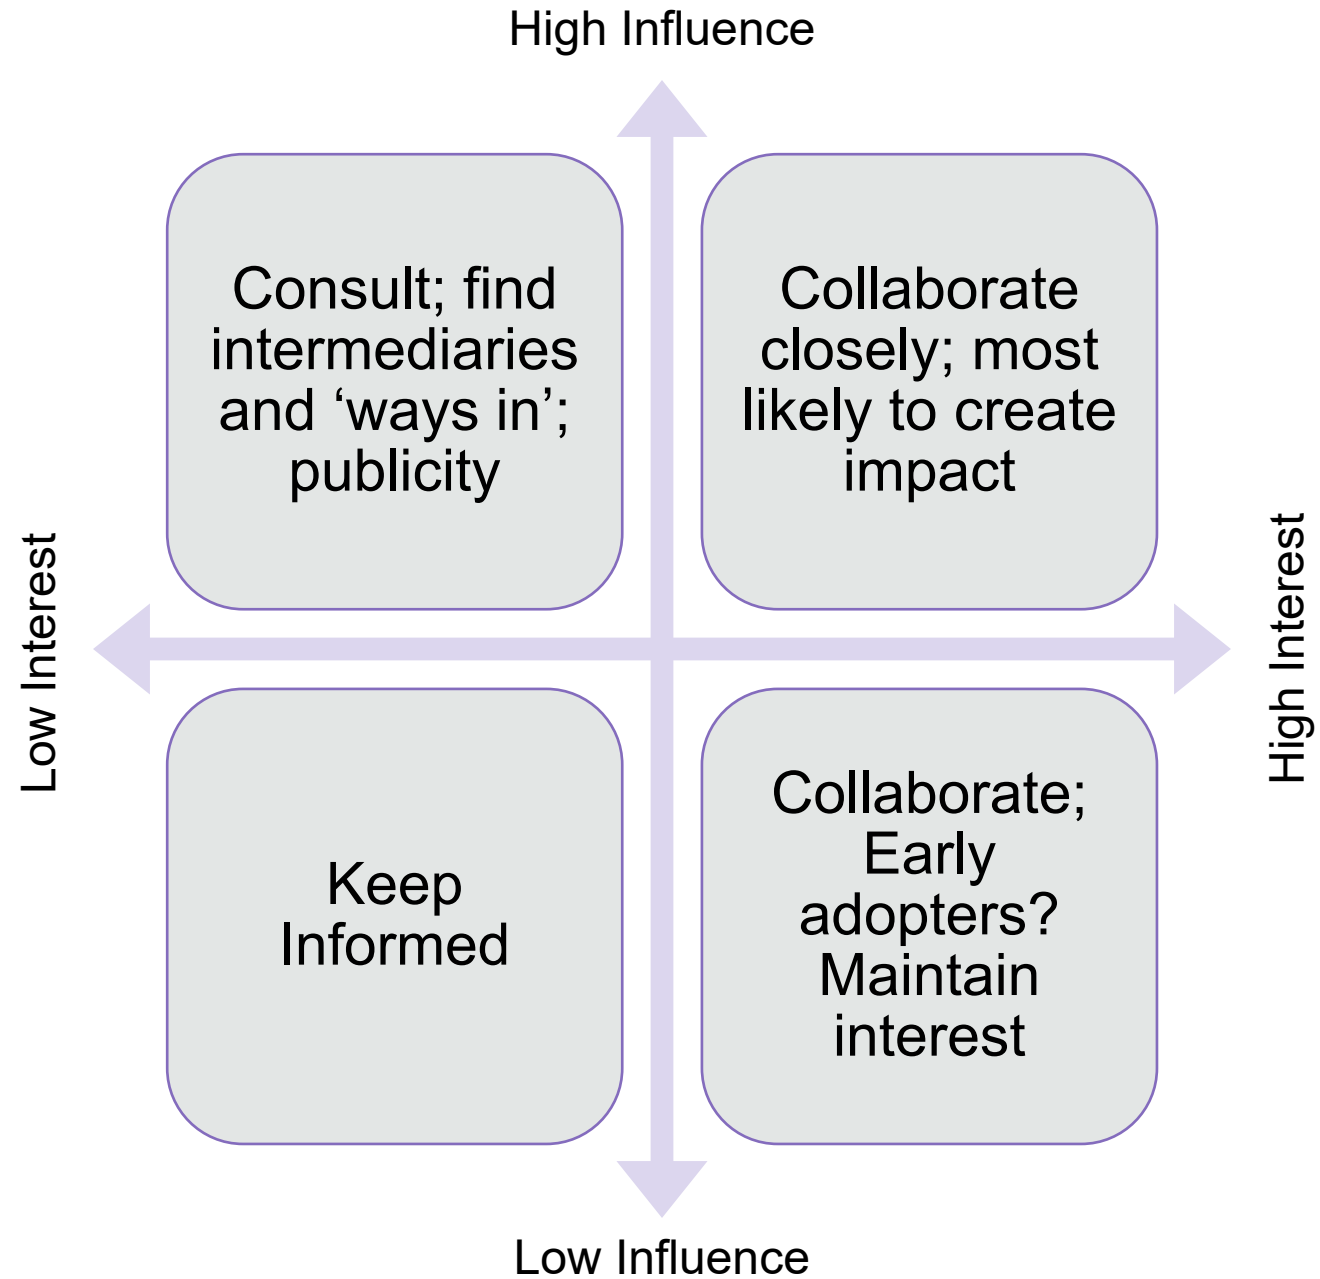 High Influence
Consult; find
intermediaries
and ‘ways in’;
publicity
Collaborate
closely; most
likely to create
impact
Low Interest
High Interest
Keep
Informed
Collaborate;
Early
adopters?
Maintain
interest
Low Influence